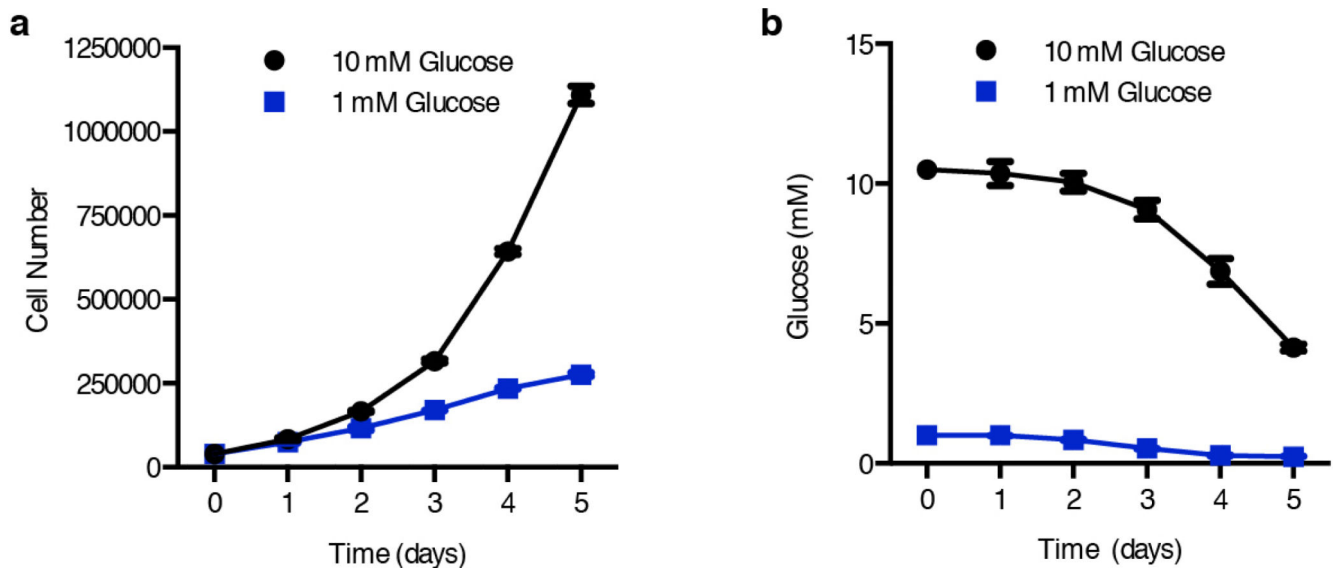 a
10 mM Glucose
1 mM Glucose
1250000
1000000
750000
500000
250000
0
Cell Number
0 1 2 3 4 5
Time (days)
b
10 mM Glucose
1 mM Glucose
15
10
5
0
Glucose (mM)
0 1 2 3 4 5
Time (days)